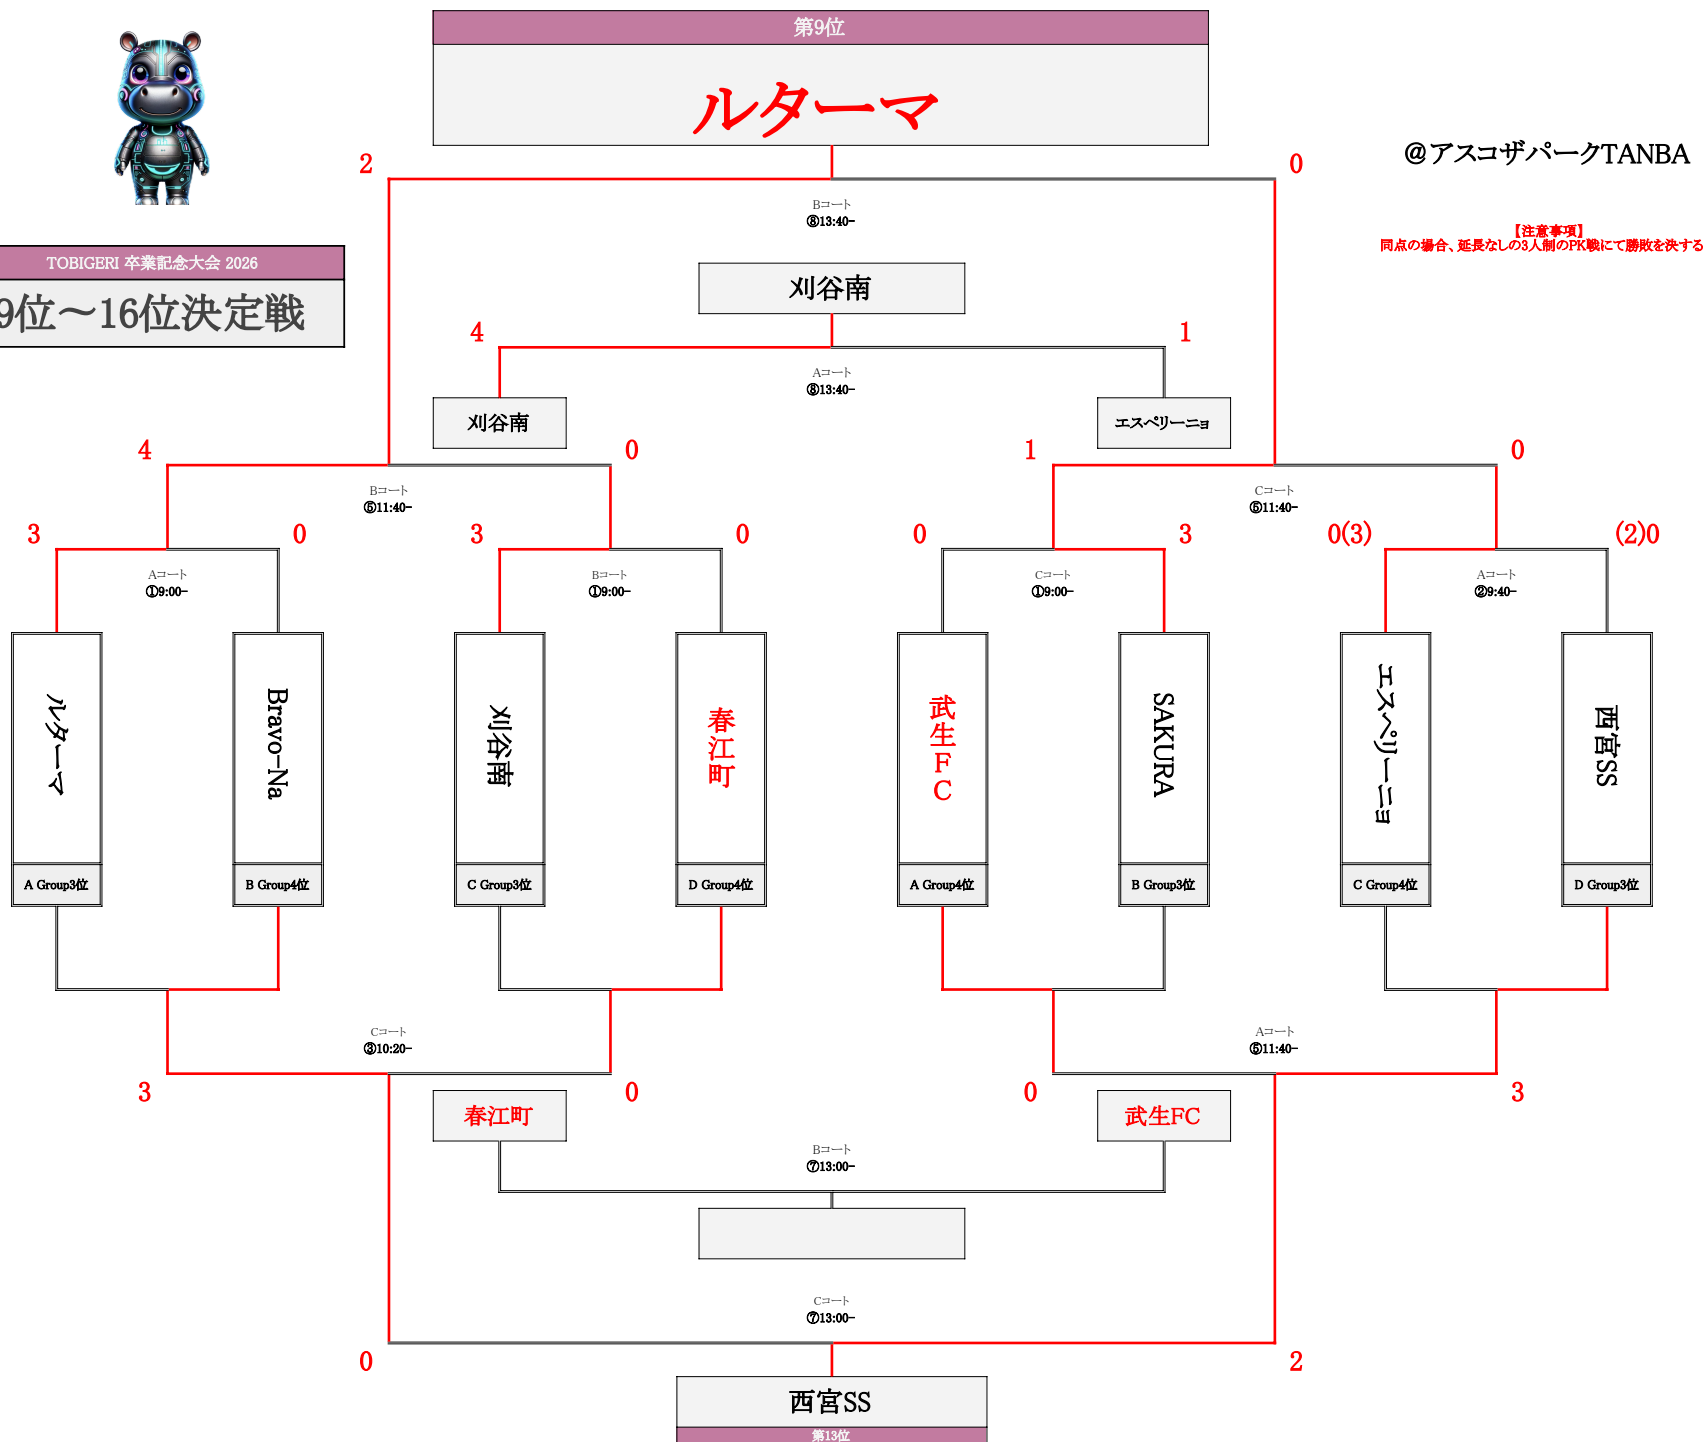 第9位
ルターマ
@アスコザパークTANBA
2
0
Bコート
⑧13:40-
【注意事項】
同点の場合、延長なしの3人制のPK戦にて勝敗を決する
TOBIGERI 卒業記念大会 2026
9位～16位決定戦
刈谷南
4
1
Aコート
⑧13:40-
刈谷南
エスペリーニョ
4
0
1
0
Bコート
⑤11:40-
Cコート
⑤11:40-
3
0
3
0
0
3
0(3)
(2)0
Aコート
①9:00-
Bコート
①9:00-
Cコート
①9:00-
Aコート
②9:40-
ルターマ
Bravo-Na
刈谷南
春江町
武生FC
SAKURA
エスペリーニョ
西宮SS
A Group3位
B Group4位
C Group3位
D Group4位
A Group4位
B Group3位
C Group4位
D Group3位
Cコート
③10:20-
Aコート
⑤11:40-
3
0
0
3
春江町
武生FC
Bコート
⑦13:00-
Cコート
⑦13:00-
0
2
西宮SS
第13位